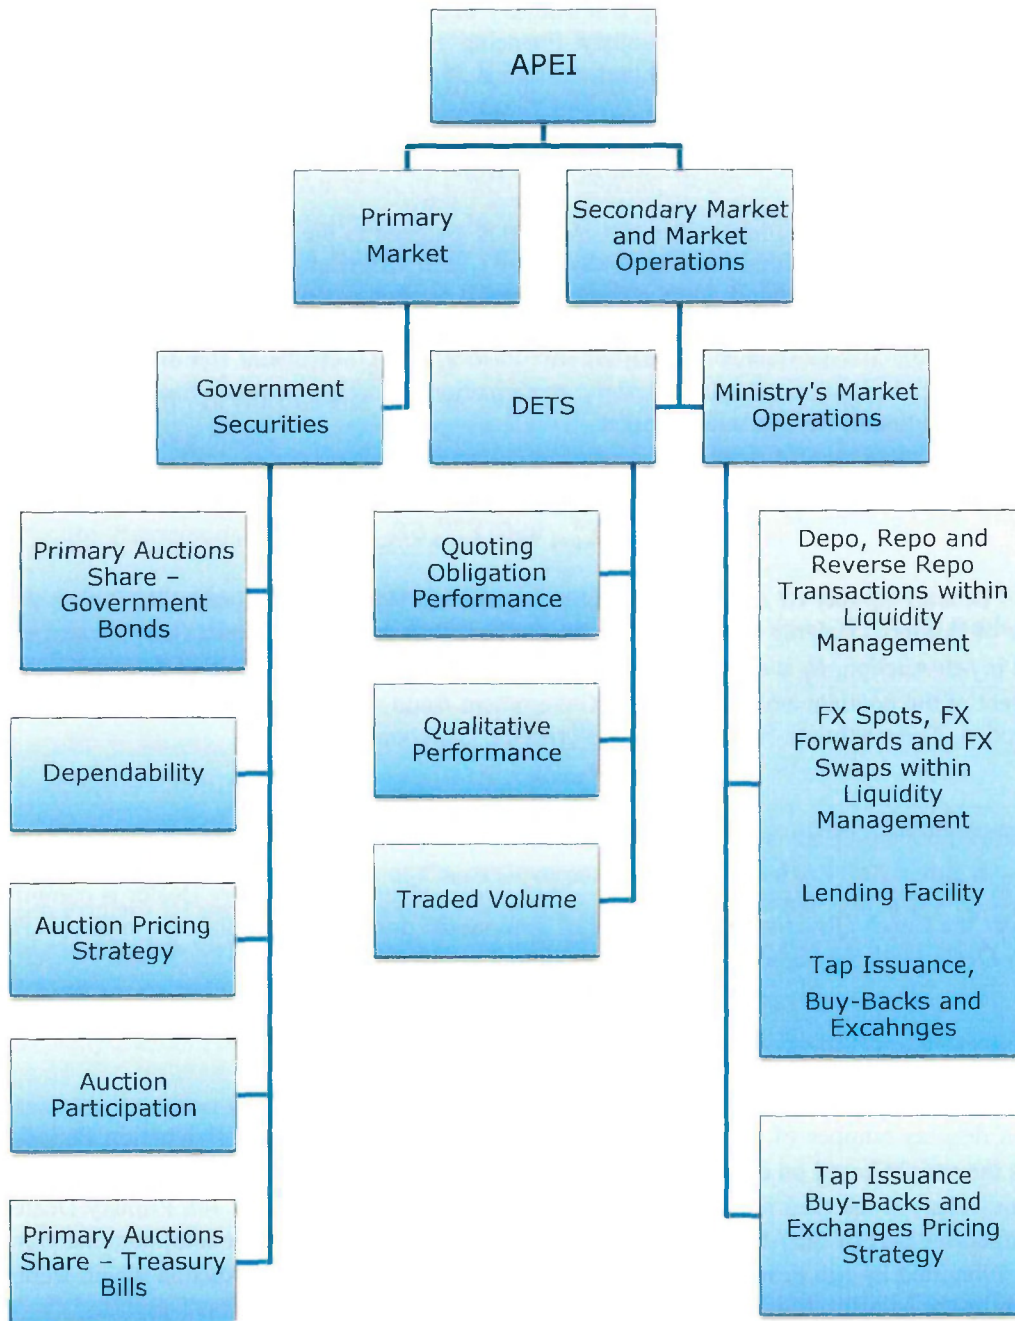 APEI
Primary
Market
Secondary Market
and Market
Operations
Government
Securities
DETS
Ministry's Market
Operations
Primary Auctions
Share –
Government
Bonds
Dependability
Auction Pricing
Strategy
Auction
Participation
Primary Auctions
Share – Treasury
Bills
Quoting
Obligation
Performance
Qualitative
Performance
Traded Volume
Depo, Repo and
Reverse Repo
Transactions within
Liquidity
Management
FX Spots, FX
Forwards and FX
Swaps within
Liquidity
Management
Lending Facility
Tap Issuance,
Buy-Backs and
Excahnges
Tap Issuance
Buy-Backs and
Exchanges Pricing
Strategy